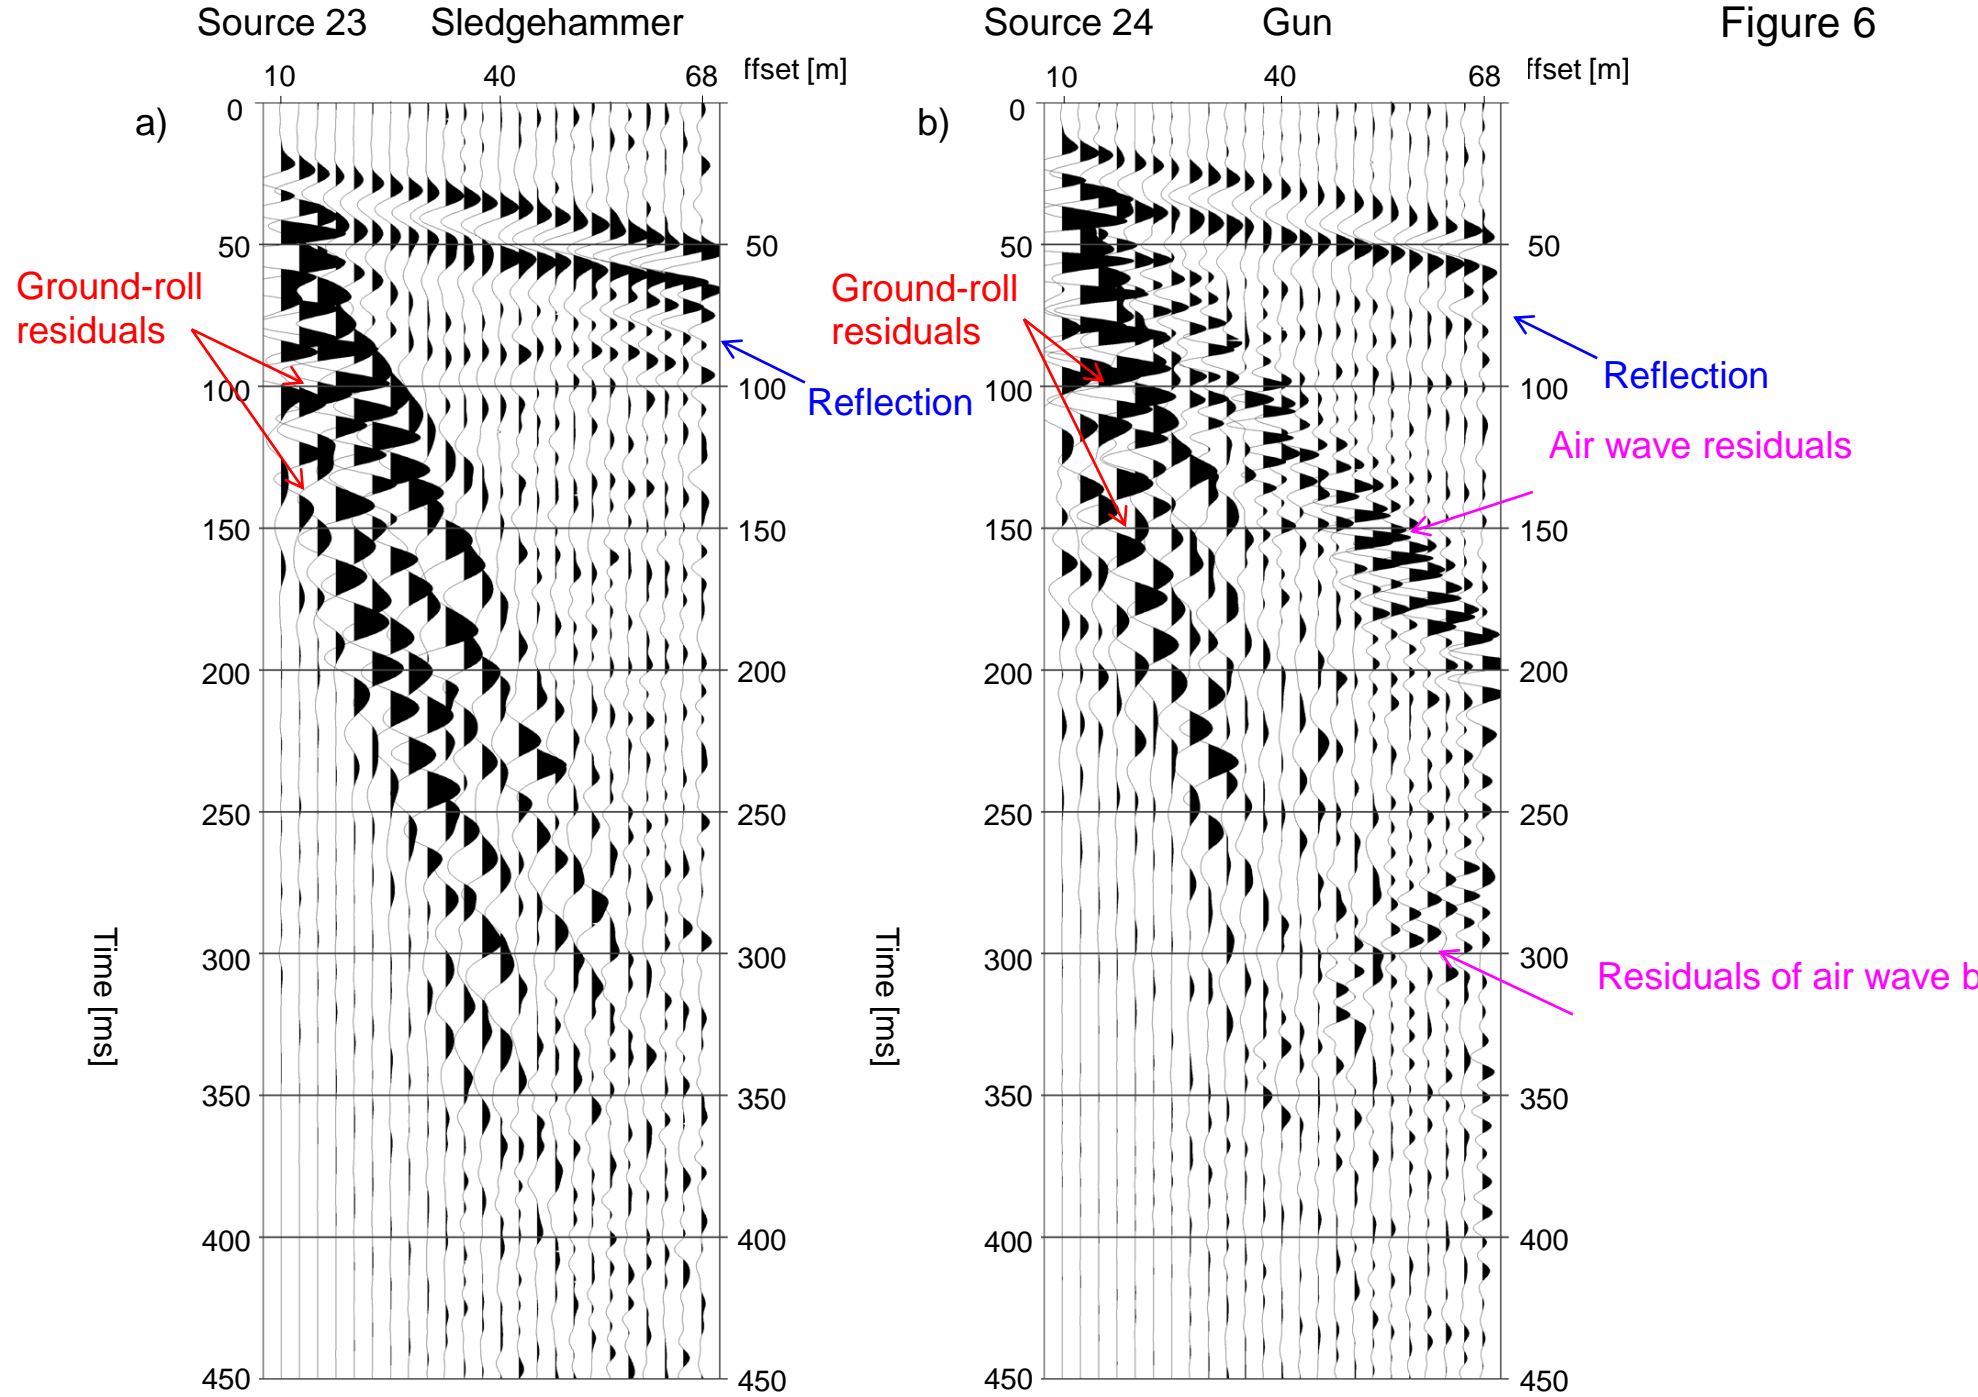 Source 23 Sledgehammer Source 24 Gun Figure 6
10 40 68 ffset [m] 10 40 68 ffset [m]
a) b)
0 0
50 50 50 50
Ground-roll
residuals
Ground-roll
residuals
Reflection
Reflection
100 100 100 100
Air wave residuals
150 150 150 150
200 200 200 200
250 250 250 250
300 300 300 300
Residuals of air wave b
Time [ms] Time [ms]
350 350 350 350
400 400 400 400
450 450 450 450